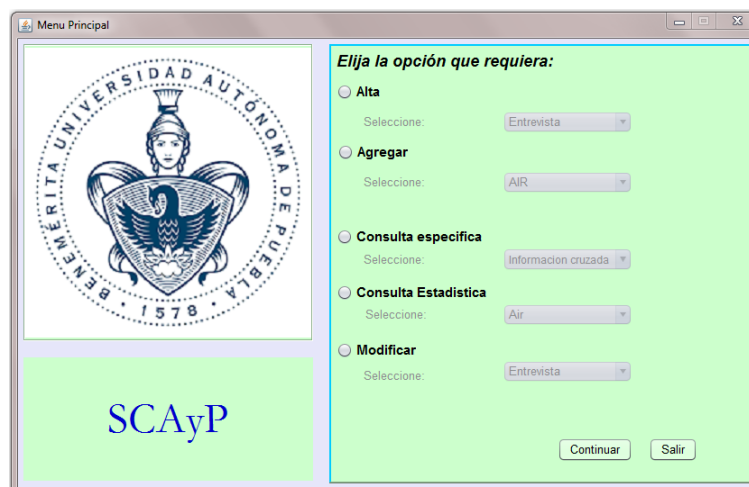 Menu Principal
BENEMÉRITA UNIVERSIDAD AUTÓNOMA DE PUEBLA
· 1578 ·
SCAyP
Elija la opción que requiera:
Alta
Seleccione: Entrevista
Agregar
Seleccione: AIR
Consulta especifica
Seleccione: Informacion cruzada
Consulta Estadistica
Seleccione: Air
Modificar
Seleccione: Entrevista
Continuar Salir